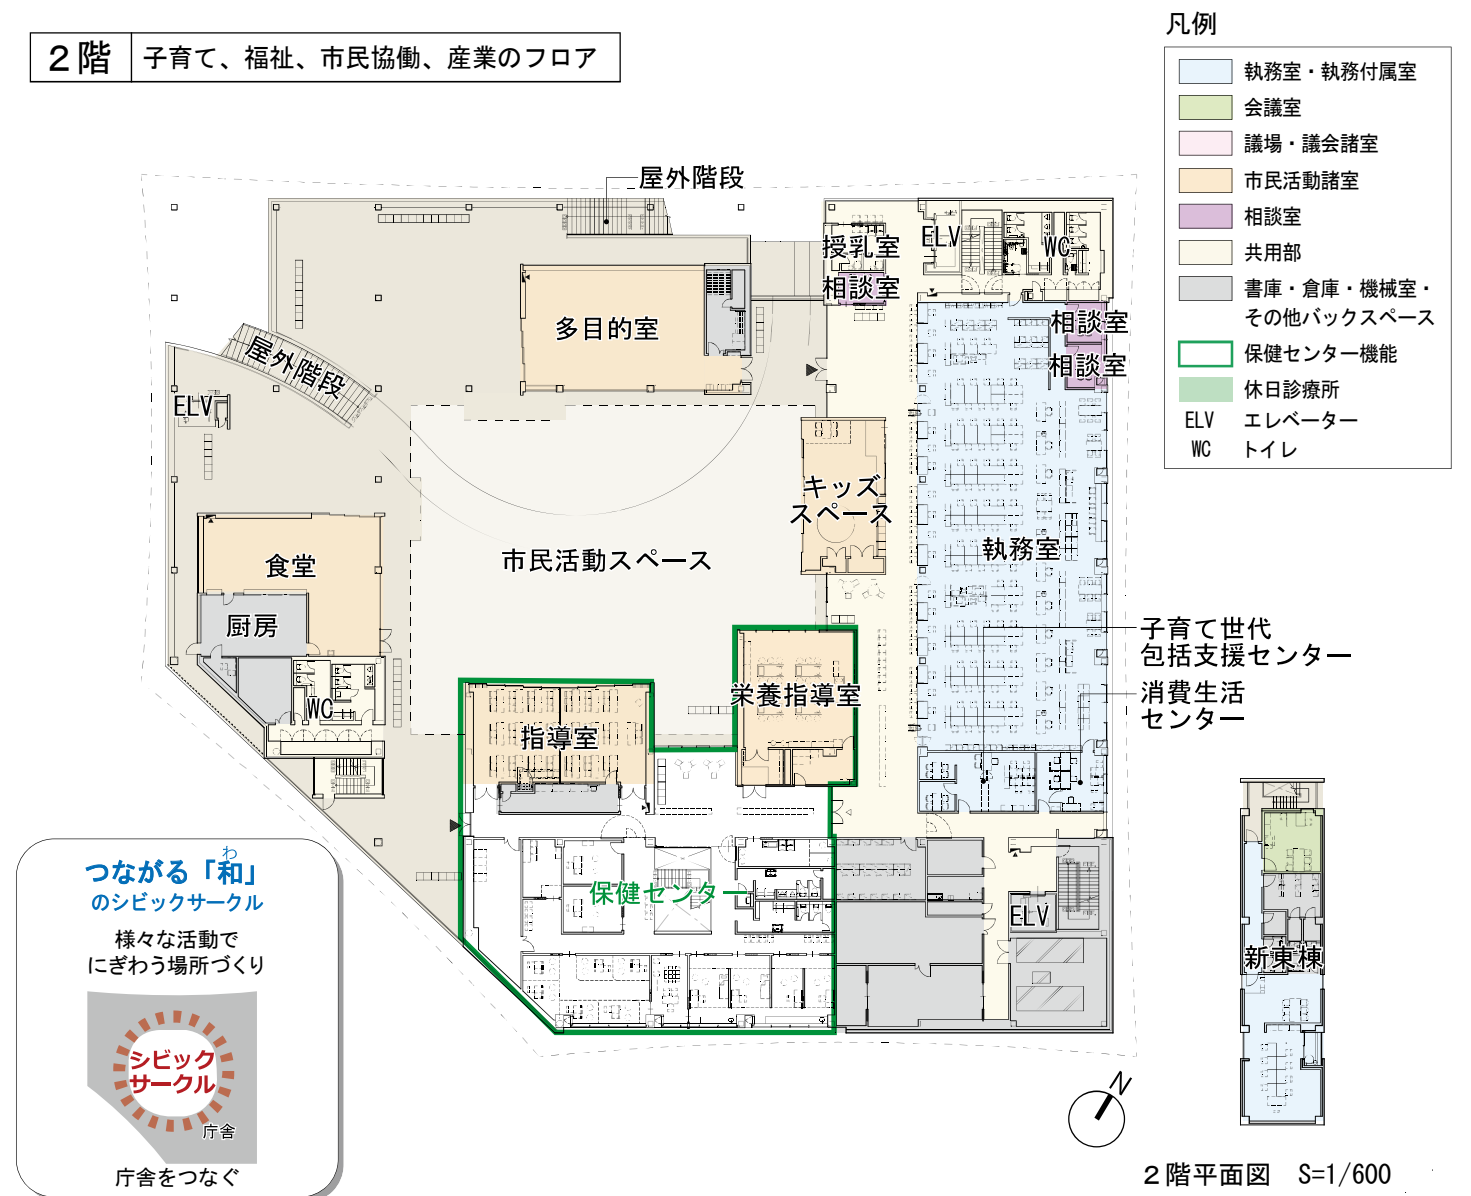 ２階
子育て、福祉、市民協働、産業のフロア
凡例
執務室・執務付属室
会議室
議場・議会諸室
市民活動諸室
相談室
共用部
書庫・倉庫・機械室・
その他バックスペース
保健センター機能
休日診療所
ELV エレベーター
WC トイレ
屋外階段
授乳室
ELV
WC
相談室
相談室
相談室
多目的室
屋外階段
ELV
キッズ
スペース
執務室
市民活動スペース
食堂
厨房
WC
子育て世代
包括支援センター
消費生活
センター
栄養指導室
指導室
保健センター
ELV
新東棟
わ
つながる「和」
のシビックサークル
様々な活動で
にぎわう場所づくり
シビック
サークル
庁舎
庁舎をつなぐ
N
２階平面図 S=1/600